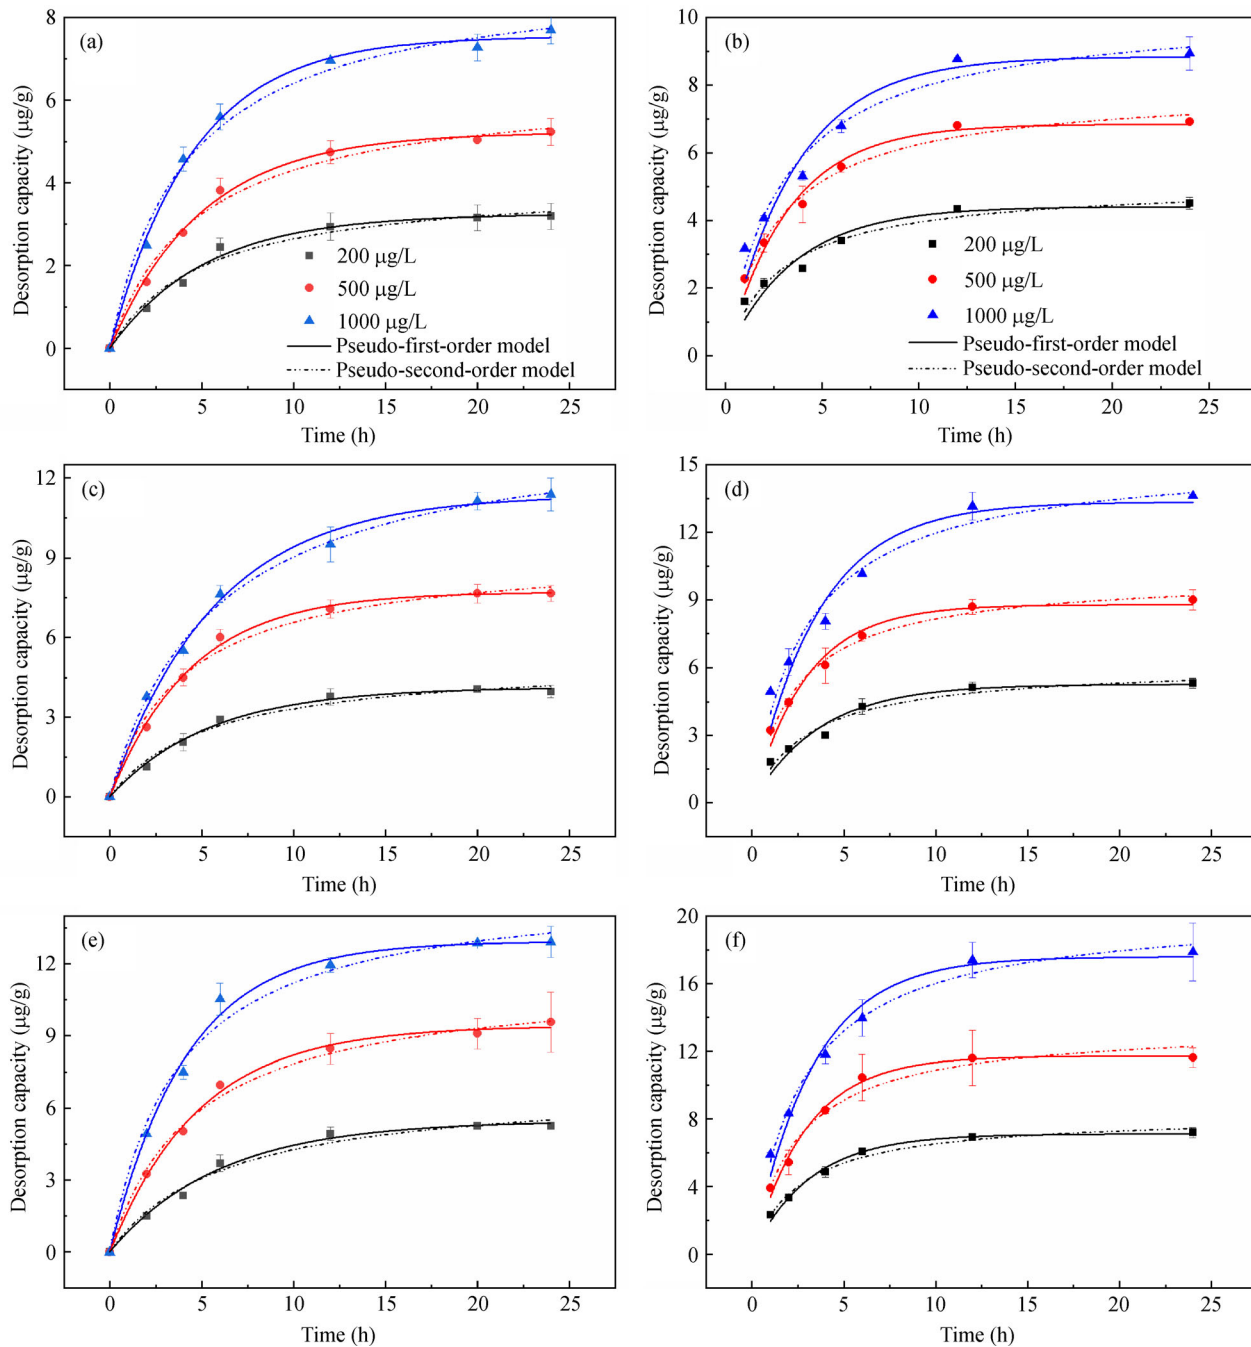 (a)
Desorption capacity (μg/g)
8
6
4
2
0
200 μg/L
500 μg/L
1000 μg/L
Pseudo-first-order model
Pseudo-second-order model
0 5 10 15 20 25
Time (h)
(b)
Desorption capacity (μg/g)
10
8
6
4
2
0
200 μg/L
500 μg/L
1000 μg/L
Pseudo-first-order model
Pseudo-second-order model
0 5 10 15 20 25
Time (h)
(c)
Desorption capacity (μg/g)
12
9
6
3
0
0 5 10 15 20 25
Time (h)
(d)
Desorption capacity (μg/g)
15
12
9
6
3
0
0 5 10 15 20 25
Time (h)
(e)
Desorption capacity (μg/g)
12
9
6
3
0
0 5 10 15 20 25
Time (h)
(f)
Desorption capacity (μg/g)
20
16
12
8
4
0
0 5 10 15 20 25
Time (h)